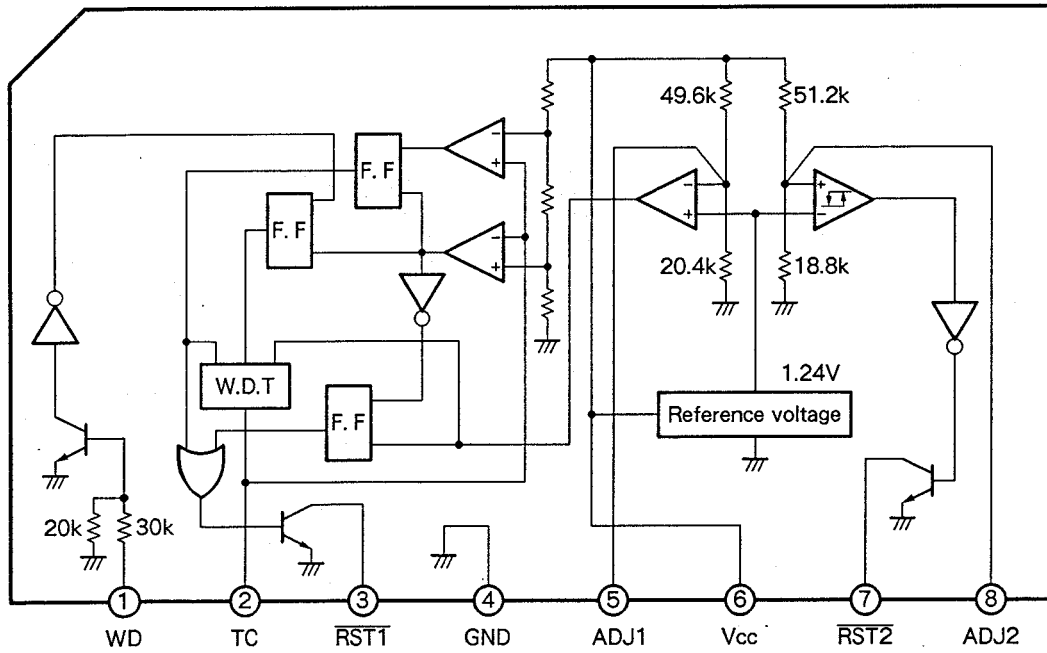 49.6k
51.2k
− + F. F
− +
+ −
F. F
− +
20.4k
18.8k
1.24V
W.D.T
F. F
Reference voltage
20k
30k
1 2 3 4 5 6 7 8
WD TC RST1 GND ADJ1 Vcc RST2 ADJ2